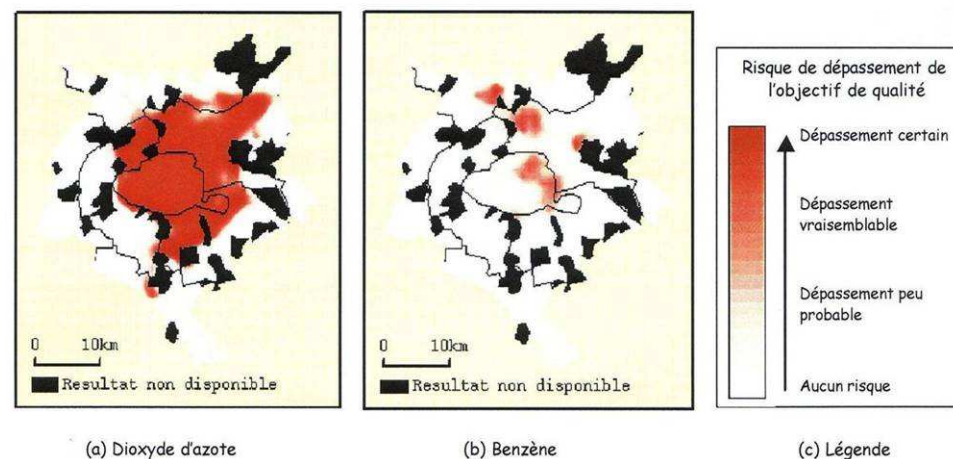 0 10km
Resultat non disponible
0 10km
Resultat non disponible
Risque de dépassement de
l'objectif de qualité
Dépassement certain
Dépassement
vraisemblable
Dépassement peu
probable
Aucun risque
(a) Dioxyde d'azote
(b) Benzène
(c) Légende